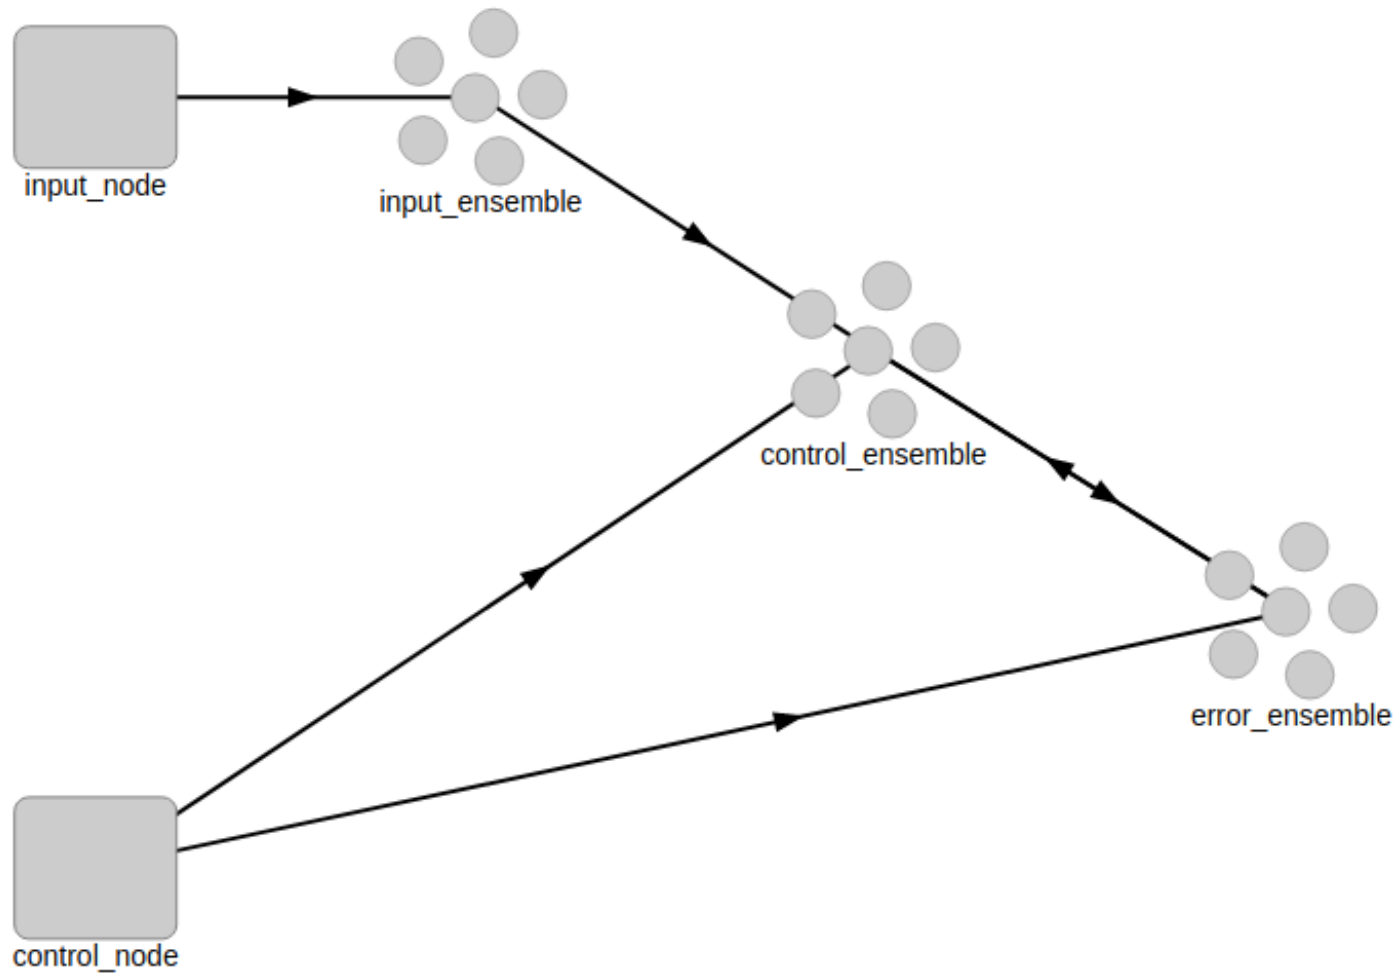 input_node
input_ensemble
control_ensemble
error_ensemble
control_node